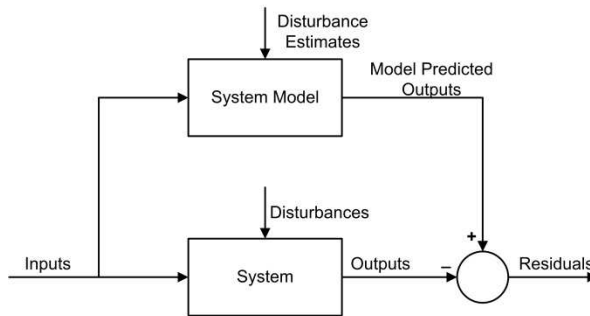 Disturbance
Estimates
System Model
Model Predicted
Outputs
Disturbances
+
Inputs
System
Outputs
–
Residuals